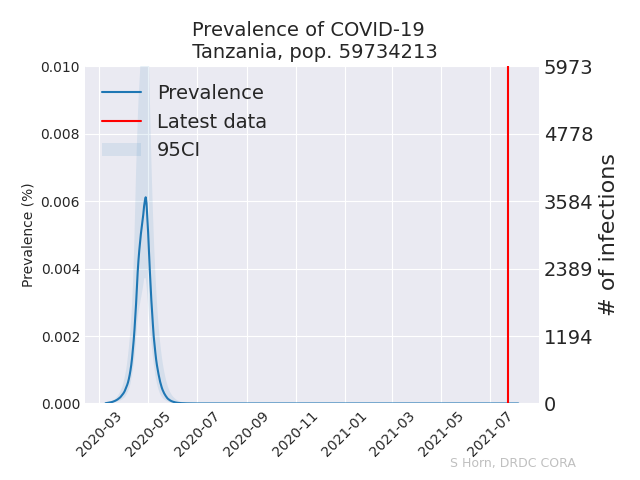 Prevalence of COVID-19
Tanzania, pop. 59734213
0.010
0.008
0.006
0.004
0.002
0.000
Prevalence (%)
Prevalence
Latest data
95CI
5973
4778
3584
2389
1194
0
# of infections
2020-03
2020-05
2020-07
2020-09
2020-11
2021-01
2021-03
2021-05
2021-07
S Horn, DRDC CORA